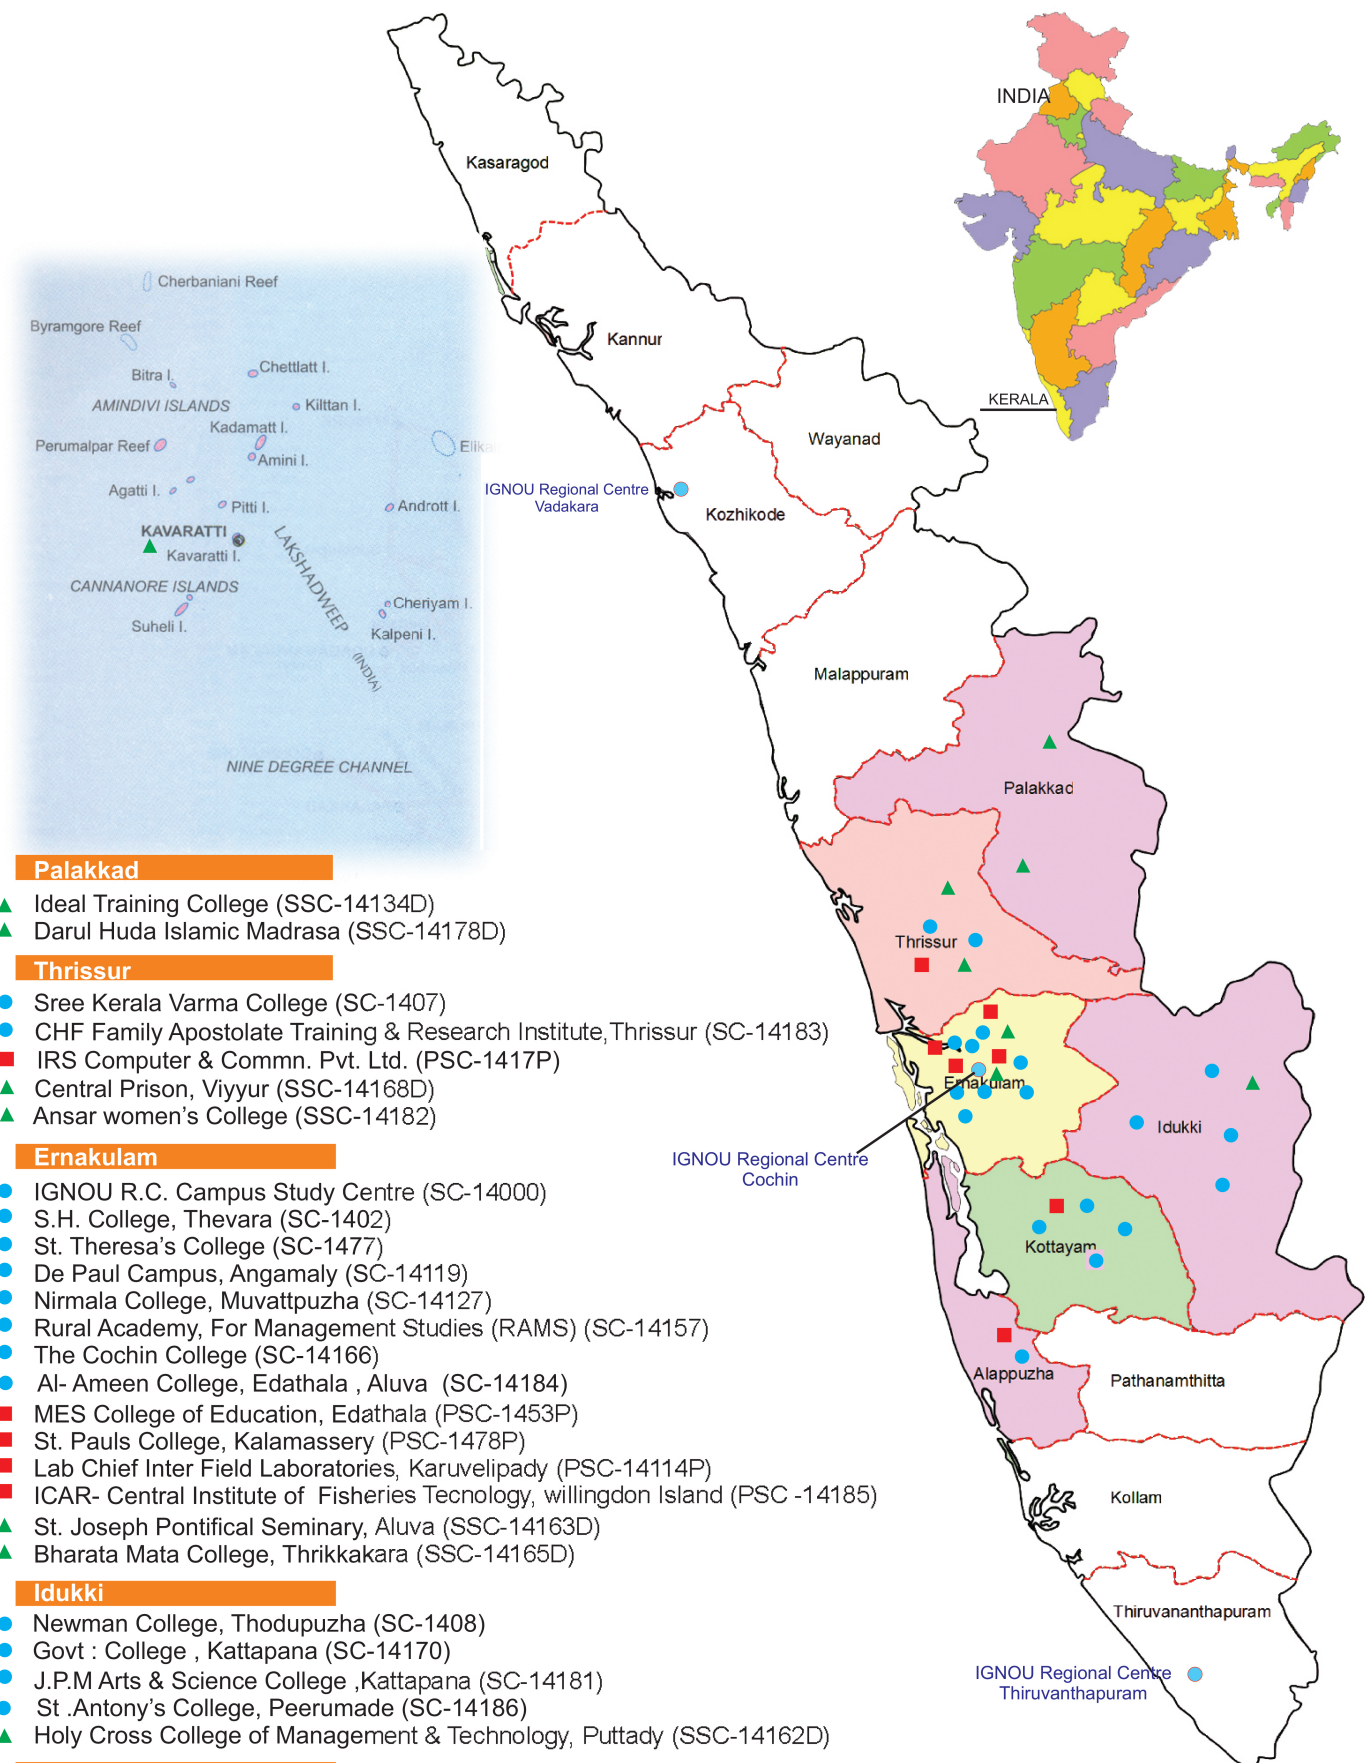 INDIA
KERALA
Kasaragod
Kannur
Wayanad
IGNOU Regional Centre
Vadakara
Kozhikode
Malappuram
Palakkad
Thrissur
Ernakulam
IGNOU Regional Centre
Cochin
Idukki
Kottayam
Alappuzha
Pathanamthitta
Kollam
Thiruvananthapuram
IGNOU Regional Centre
Thiruvanthapuram
Cherbaniani Reef
Byramgore Reef
Bitra I.
Chettlatt I.
AMINDIVI ISLANDS
Kilttan I.
Kadamatt I.
Perumalpar Reef
Elika
Amini I.
Agatti I.
Pitti I.
Andrott I.
KAVARATTI
Kavaratti I.
LAKSHADWEEP
(INDIA)
CANNANORE ISLANDS
Suheli I.
Cheriyam I.
Kalpeni I.
NINE DEGREE CHANNEL
Palakkad
Ideal Training College (SSC-14134D)
Darul Huda Islamic Madrasa (SSC-14178D)
Thrissur
Sree Kerala Varma College (SC-1407)
CHF Family Apostolate Training & Research Institute,Thrissur (SC-14183)
IRS Computer & Commn. Pvt. Ltd. (PSC-1417P)
Central Prison, Viyyur (SSC-14168D)
Ansar women's College (SSC-14182)
Ernakulam
IGNOU R.C. Campus Study Centre (SC-14000)
S.H. College, Thevara (SC-1402)
St. Theresa's College (SC-1477)
De Paul Campus, Angamaly (SC-14119)
Nirmala College, Muvattpuzha (SC-14127)
Rural Academy, For Management Studies (RAMS) (SC-14157)
The Cochin College (SC-14166)
Al- Ameen College, Edathala , Aluva (SC-14184)
MES College of Education, Edathala (PSC-1453P)
St. Pauls College, Kalamassery (PSC-1478P)
Lab Chief Inter Field Laboratories, Karuvelipady (PSC-14114P)
ICAR- Central Institute of Fisheries Tecnology, willingdon Island (PSC -14185)
St. Joseph Pontifical Seminary, Aluva (SSC-14163D)
Bharata Mata College, Thrikkakara (SSC-14165D)
Idukki
Newman College, Thodupuzha (SC-1408)
Govt : College , Kattapana (SC-14170)
J.P.M Arts & Science College ,Kattapana (SC-14181)
St .Antony's College, Peerumade (SC-14186)
Holy Cross College of Management & Technology, Puttady (SSC-14162D)